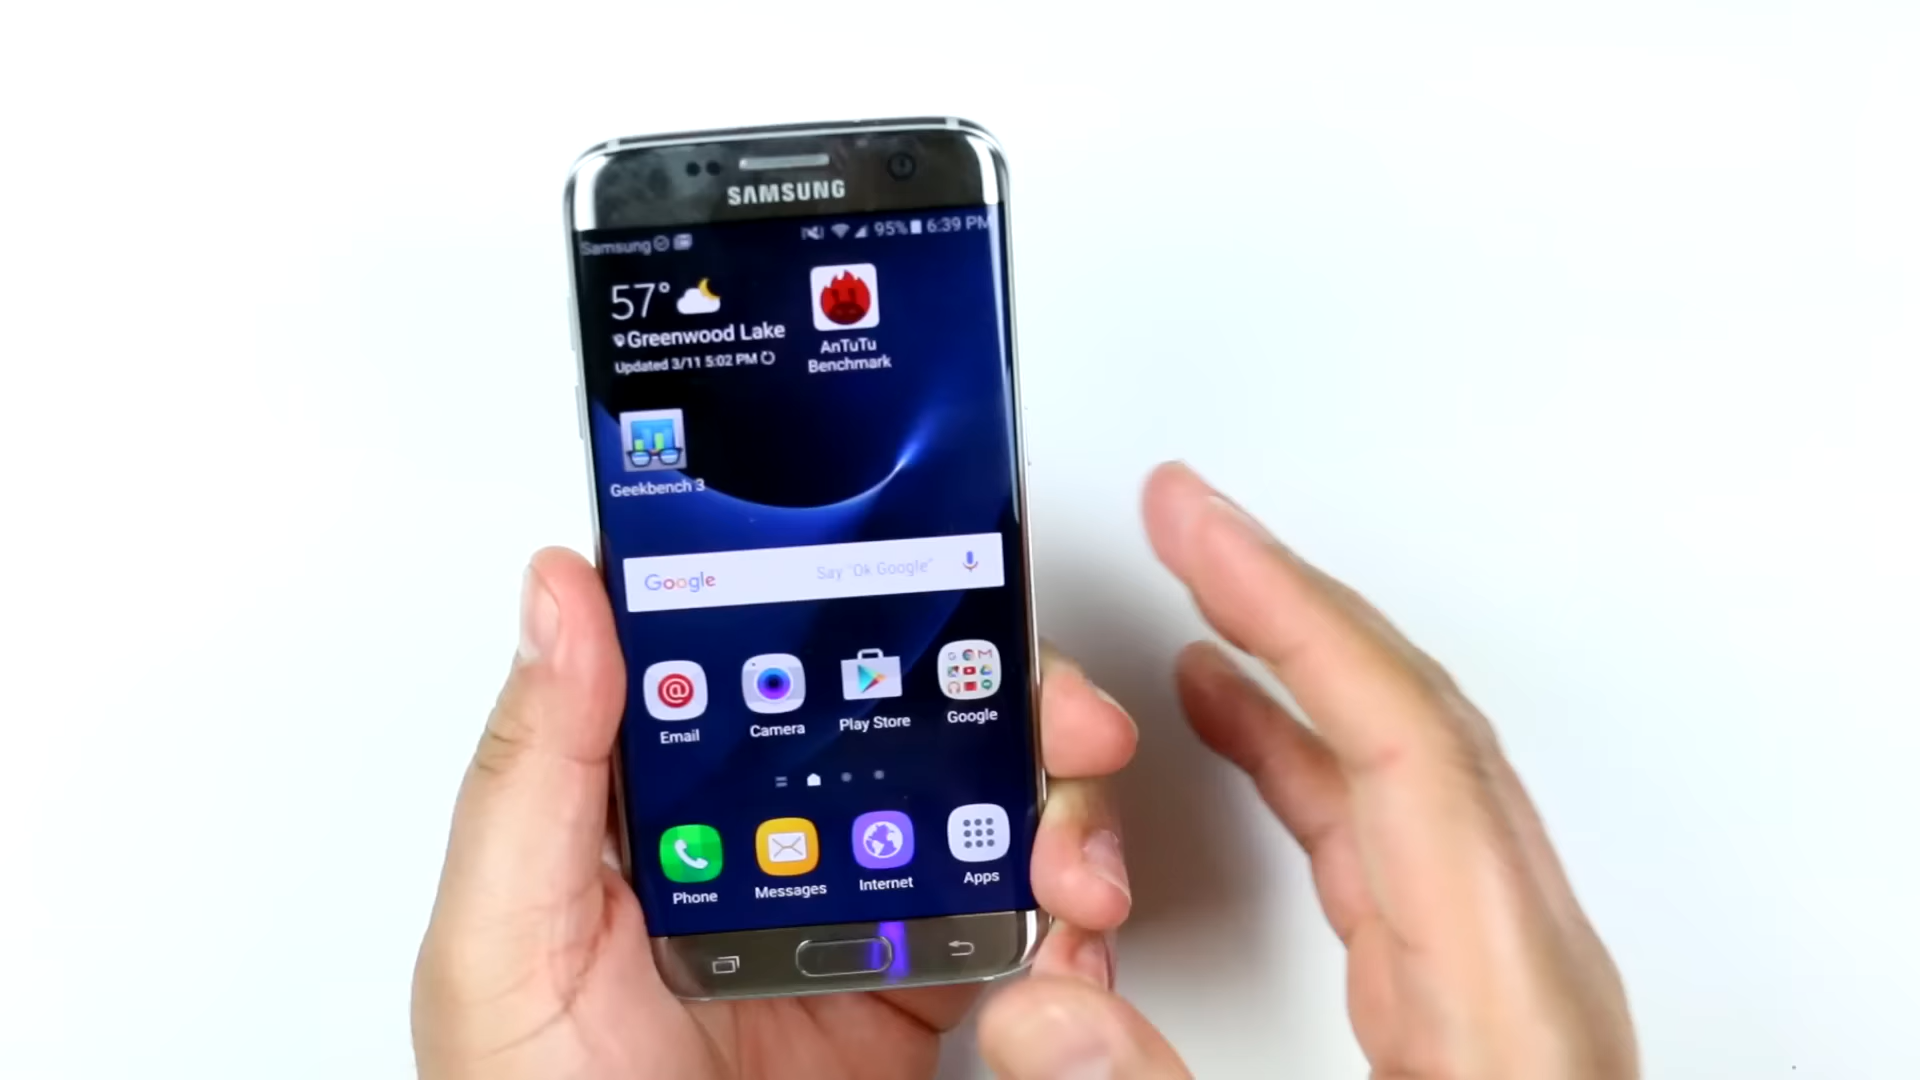 SAMSUNG
Samsung 95% 6:39 PM
57°
Greenwood Lake
Updated 3/11 5:02 PM
AnTuTu
Benchmark
Geekbench 3
Google Say "Ok Google"
Email Camera Play Store Google
Phone Messages Internet Apps